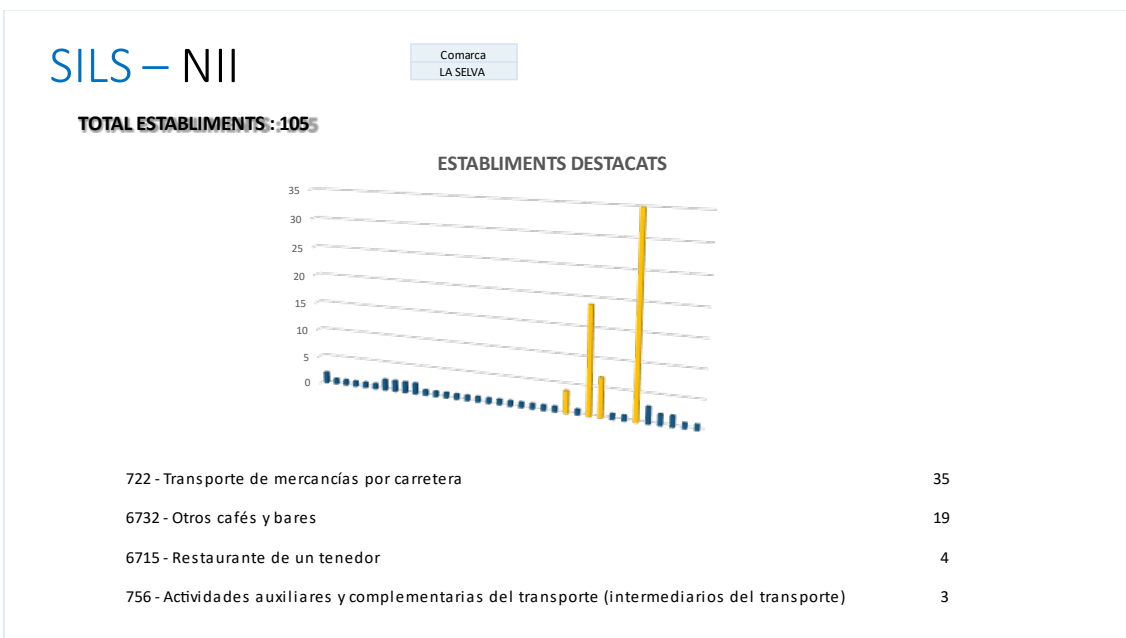 SILS – NII
Comarca
LA SELVA
TOTAL ESTABLIMENTS : 105
ESTABLIMENTS DESTACATS
35
30
25
20
15
10
5
0
722 - Transporte de mercancías por carretera 35
6732 - Otros cafés y bares 19
6715 - Restaurante de un tenedor 4
756 - Actividades auxiliares y complementarias del transporte (intermediarios del transporte) 3